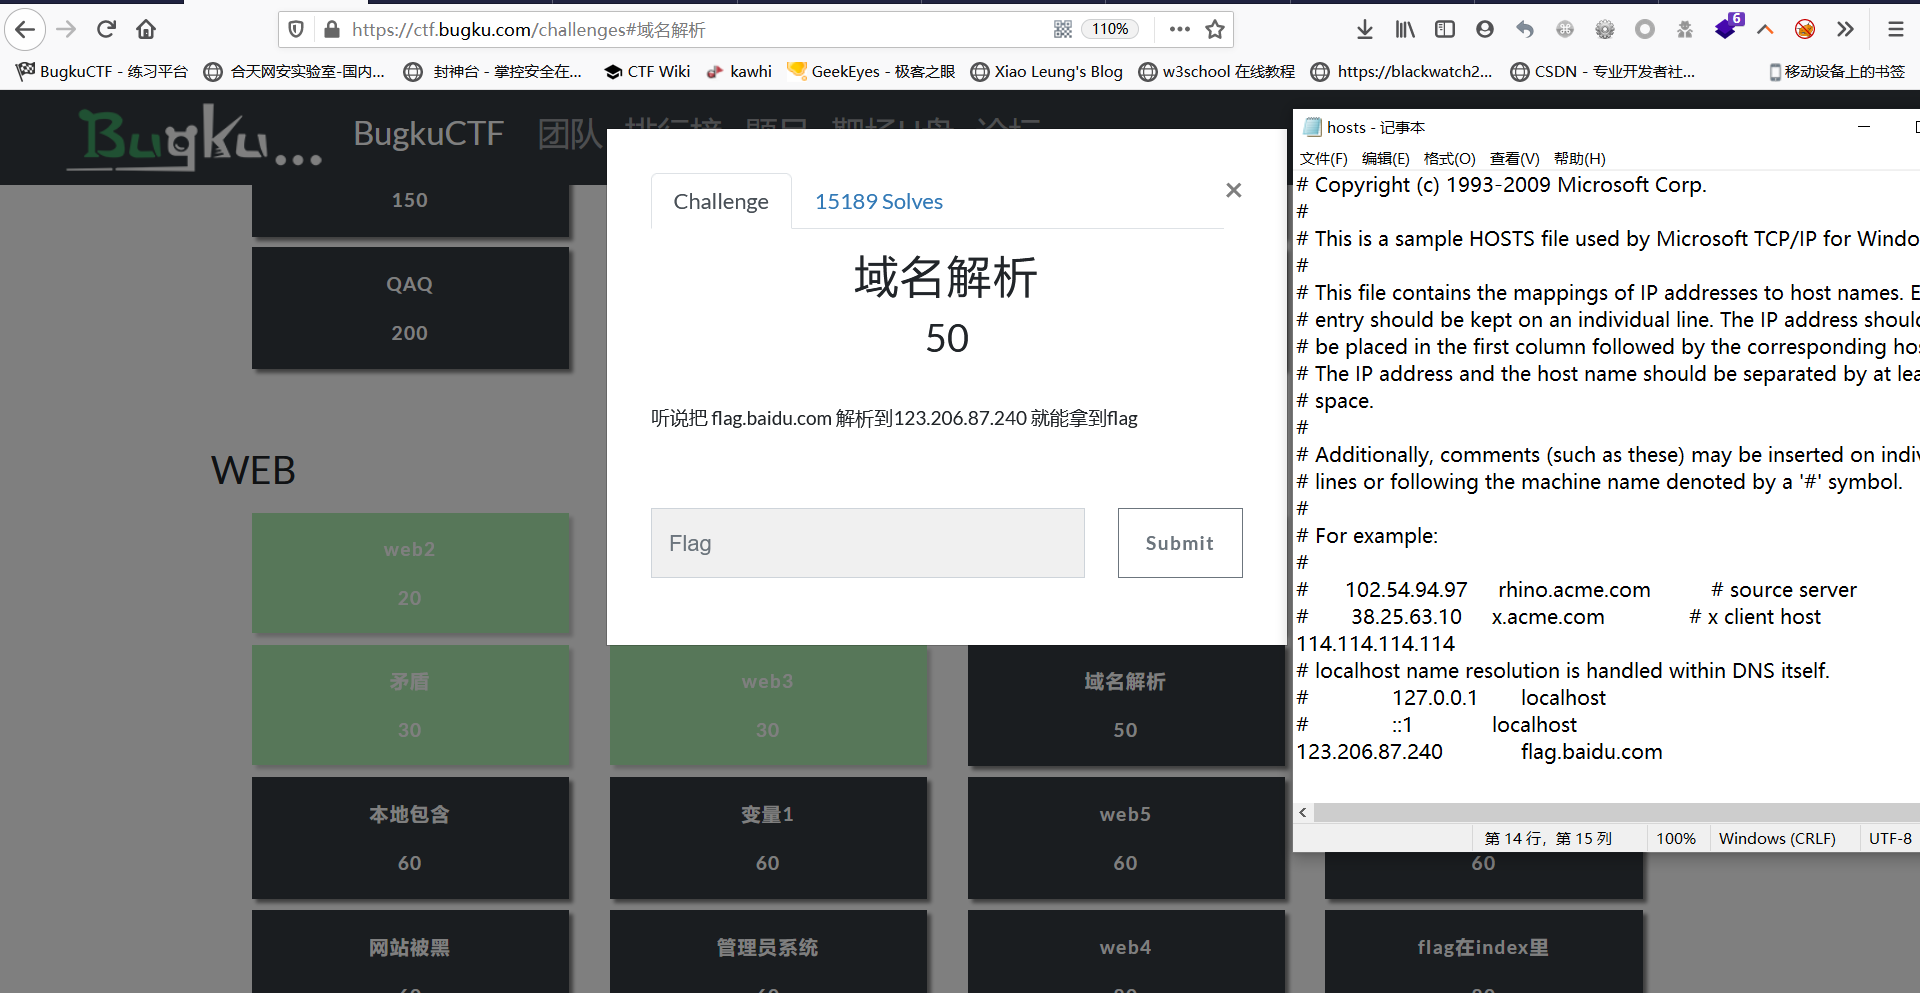 https://ctf.bugku.com/challenges#域名解析
110%
6
BugkuCTF - 练习平台
合天网安实验室-国内...
封神台 - 掌控安全在...
CTF Wiki
kawhi
GeekEyes - 极客之眼
Xiao Leung's Blog
w3school 在线教程
https://blackwatch2...
CSDN - 专业开发者社...
移动设备上的书签
Bugku...
BugkuCTF
团队
排行榜
题目
靶场U盘
论坛
150
QAQ
200
WEB
web2
20
矛盾
30
web3
30
域名解析
50
本地包含
60
变量1
60
web5
60
60
网站被黑
管理员系统
web4
flag在index里
Challenge
15189 Solves
×
域名解析
50
听说把 flag.baidu.com 解析到123.206.87.240 就能拿到flag
Flag
Submit
hosts - 记事本
文件(F) 编辑(E) 格式(O) 查看(V) 帮助(H)
# Copyright (c) 1993-2009 Microsoft Corp.
#
# This is a sample HOSTS file used by Microsoft TCP/IP for Windo
#
# This file contains the mappings of IP addresses to host names. E
# entry should be kept on an individual line. The IP address should
# be placed in the first column followed by the corresponding hos
# The IP address and the host name should be separated by at lea
# space.
#
# Additionally, comments (such as these) may be inserted on indiv
# lines or following the machine name denoted by a '#' symbol.
#
# For example:
#
# 102.54.94.97 rhino.acme.com # source server
# 38.25.63.10 x.acme.com # x client host
114.114.114.114
# localhost name resolution is handled within DNS itself.
# 127.0.0.1 localhost
# ::1 localhost
123.206.87.240 flag.baidu.com
第 14 行，第 15 列
100%
Windows (CRLF)
UTF-8